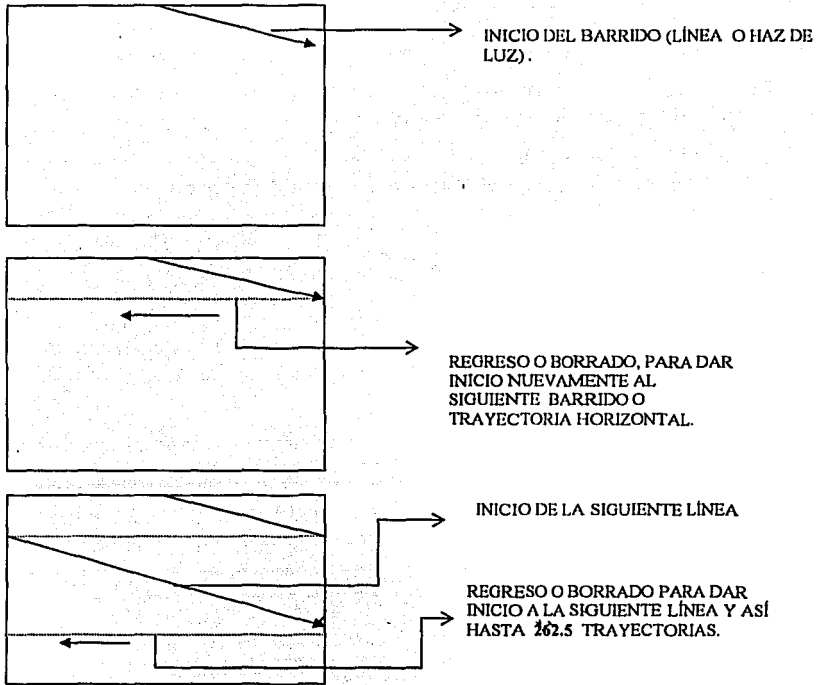 INICIO DEL BARRIDO (LÍNEA O HAZ DE
LUZ).
REGRESO O BORRADO, PARA DAR
INICIO NUEVAMENTE AL
SIGUIENTE BARRIDO O
TRAYECTORIA HORIZONTAL.
INICIO DE LA SIGUIENTE LÍNEA
REGRESO O BORRADO PARA DAR
INICIO A LA SIGUIENTE LÍNEA Y ASÍ
HASTA 262.5 TRAYECTORIAS.